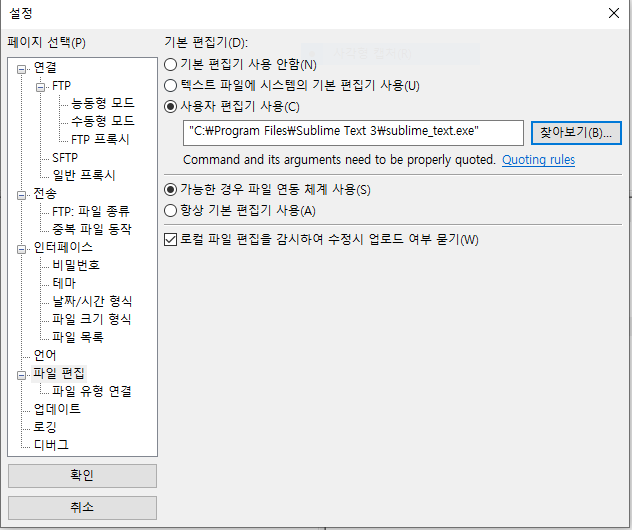 설정
페이지 선택(P)
연결
FTP
능동형 모드
수동형 모드
FTP 프록시
SFTP
일반 프록시
전송
FTP: 파일 종류
중복 파일 동작
인터페이스
비밀번호
테마
날짜/시간 형식
파일 크기 형식
파일 목록
언어
파일 편집
파일 유형 연결
업데이트
로깅
디버그
확인
취소
기본 편집기(D):
기본 편집기 사용 안함(N)
텍스트 파일에 시스템의 기본 편집기 사용(U)
사용자 편집기 사용(C)
"C:₩Program Files₩Sublime Text 3₩sublime_text.exe"
찾아보기(B)...
Command and its arguments need to be properly quoted. Quoting rules
가능한 경우 파일 연동 체계 사용(S)
항상 기본 편집기 사용(A)
로컬 파일 편집을 감시하여 수정시 업로드 여부 묻기(W)